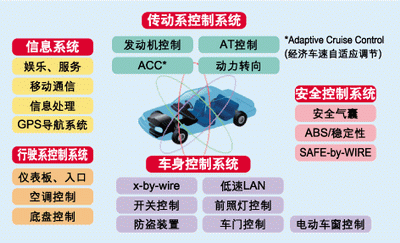 传动系控制系统
信息系统
发动机控制
AT控制
*Adaptive Cruise Control
(经济车速自适应调节)
娱乐、服务
ACC*
动力转向
移动通信
信息处理
GPS导航系统
安全控制系统
安全气囊
ABS/稳定性
SAFE-by-WIRE
行驶系控制系统
车身控制系统
仪表板、入口
x-by-wire
低速LAN
空调控制
开关控制
前照灯控制
底盘控制
防盗装置
车门控制
电动车窗控制